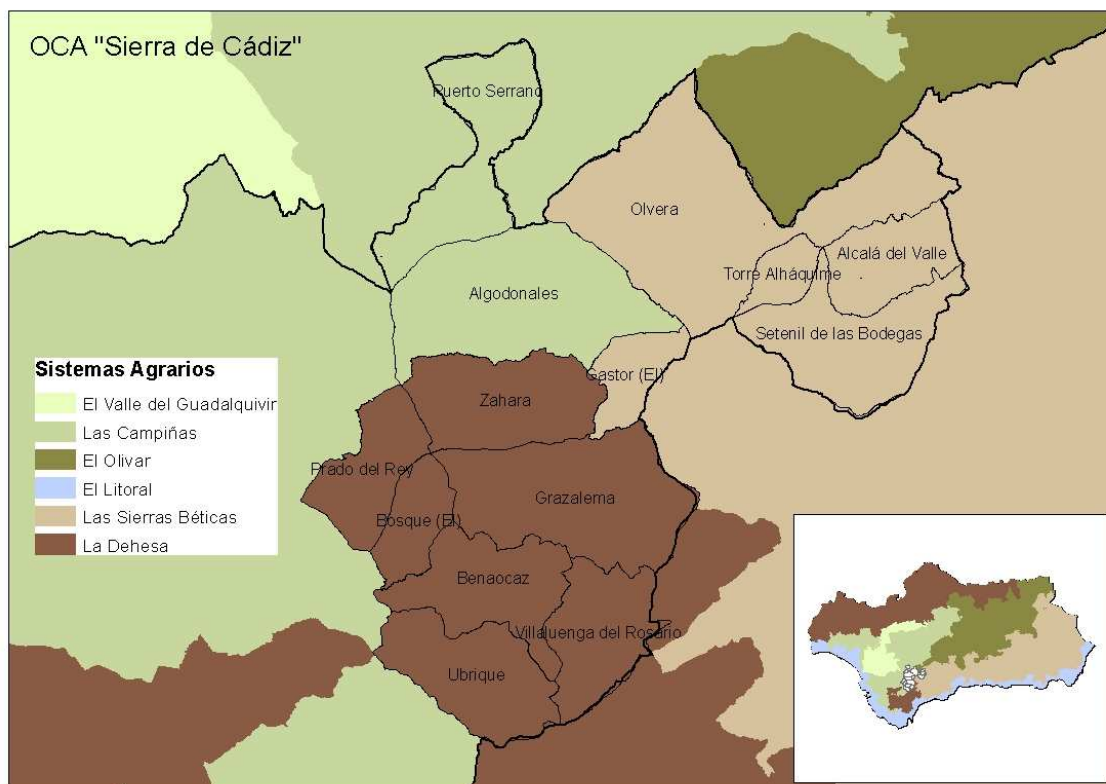 OCA "Sierra de Cádiz"
Puerto Serrano
Olvera
Alcalá del Valle
Torre Alháquime
Algodonales
Setenil de las Bodegas
Gastor (El)
Zahara
Prado del Rey
Grazalema
Bosque (El)
Benaocaz
Villaluenga del Rosario
Ubrique
Sistemas Agrarios
El Valle del Guadalquivir
Las Campiñas
El Olivar
El Litoral
Las Sierras Béticas
La Dehesa